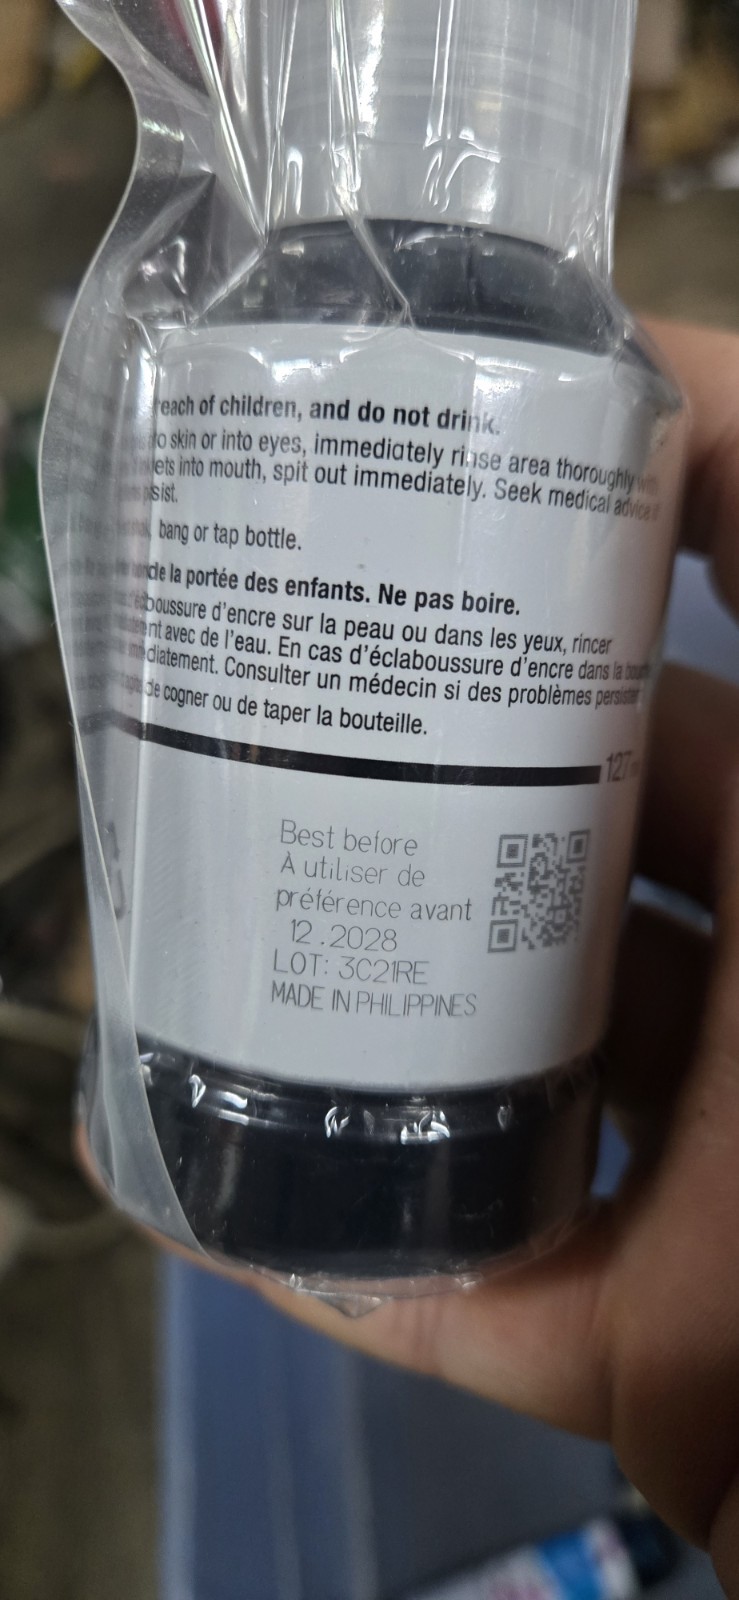 reach of children, and do not drink.
to skin or into eyes, immediately rinse area thoroughly
into mouth, spit out immediately. Seek medical advice if
bang or tap bottle.
de la portée des enfants. Ne pas boire.
d'encre sur la peau ou dans les yeux, rincer
avec de l'eau. En cas d'éclaboussure d'encre dans la
Consulter un médecin si des problèmes persistent
de cogner ou de taper la bouteille.
127
Best before
À utiliser de
préférence avant
12.2028
LOT: 3C21RE
MADE IN PHILIPPINES